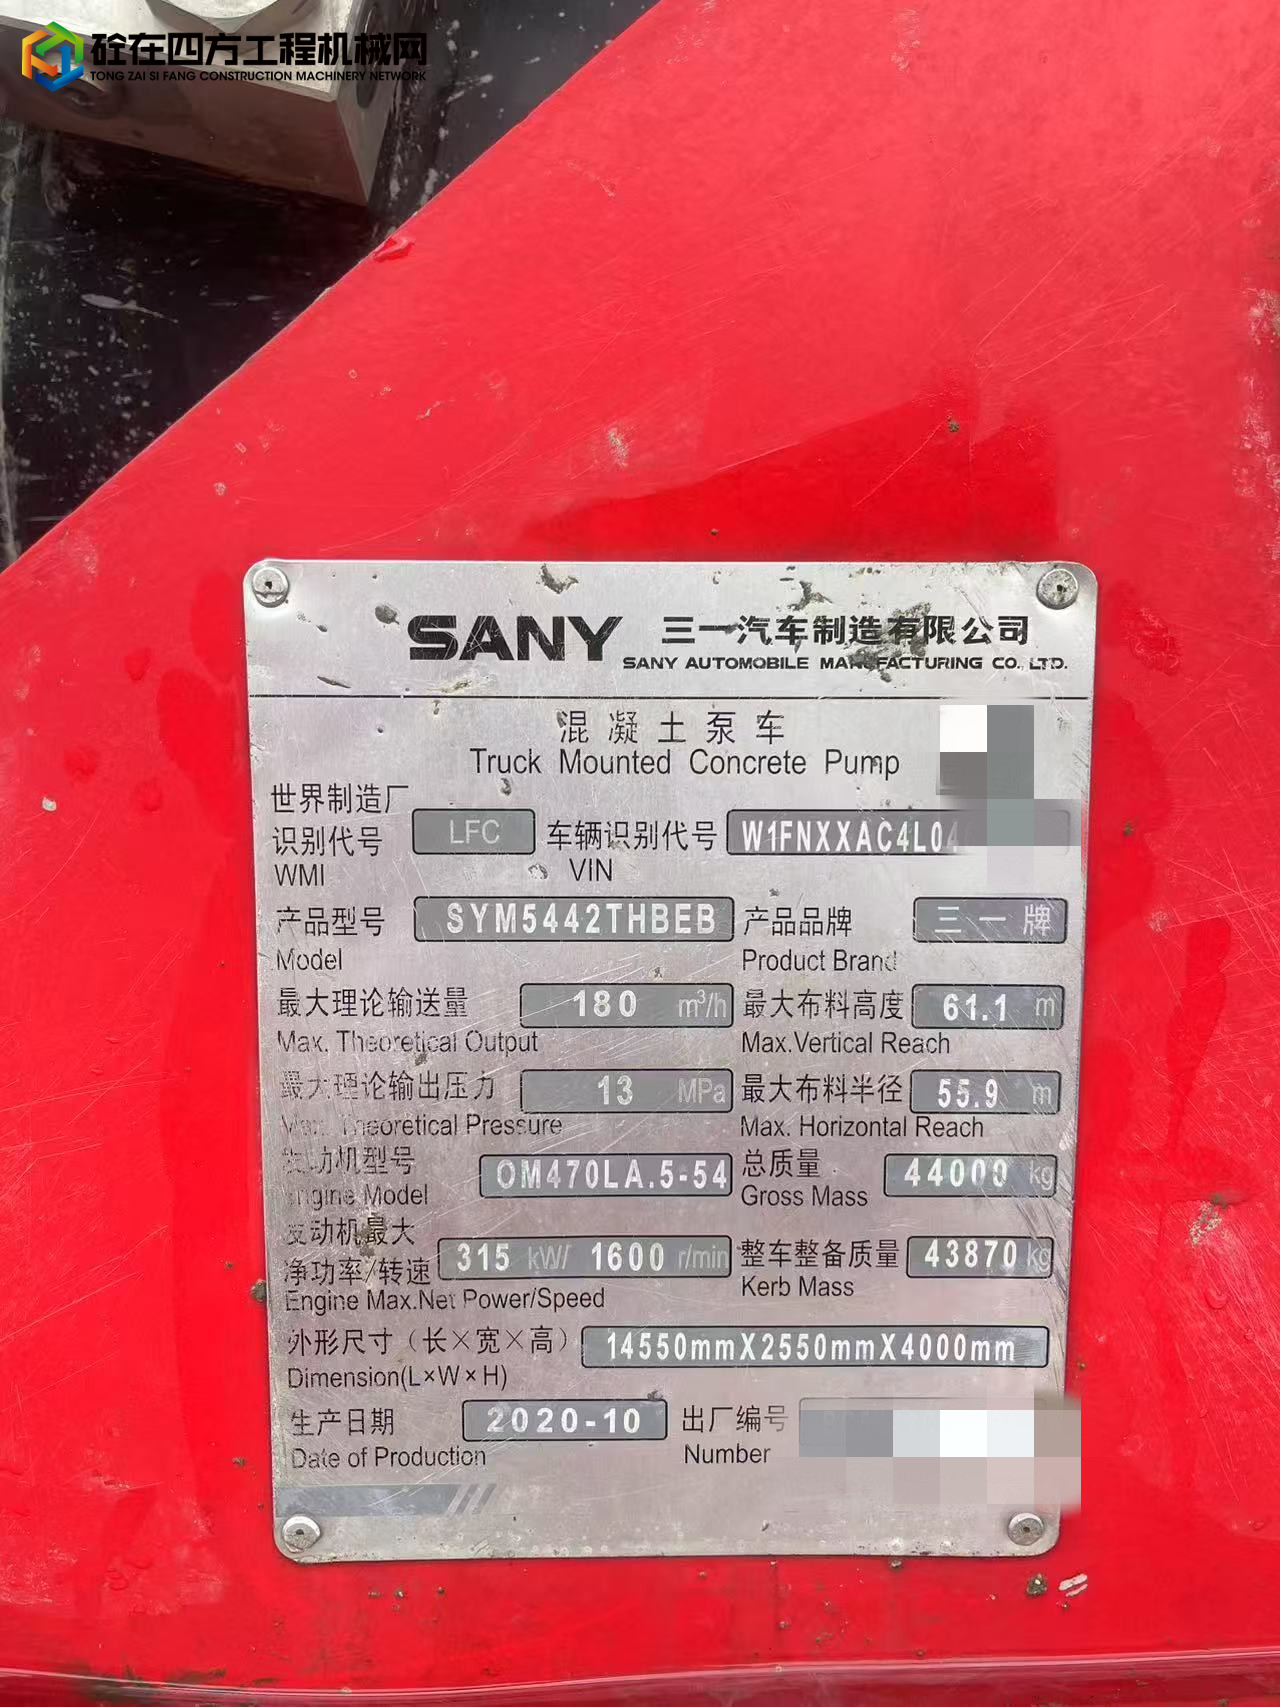 砼在四方工程机械网
TONG ZAI SI FANG CONSTRUCTION MACHINERY NETWORK
SANY 三一汽车制造有限公司
SANY AUTOMOBILE MANUFACTURING CO. LTD.
混凝土泵车
Truck Mounted Concrete Pump
世界制造厂
识别代号 LFC 车辆识别代号 W1FNXXAC4L04
WMI VIN
产品型号 SYM5442THBEB 产品品牌 三一牌
Model Product Brand
最大理论输送量 180 m³/h 最大布料高度 61.1 m
Max. Theoretical Output Max.Vertical Reach
最大理论输出压力 13 MPa 最大布料半径 55.9 m
Max. Theoretical Pressure Max. Horizontal Reach
发动机型号 OM470LA.5-54 总质量 44000 kg
Engine Model Gross Mass
发动机最大
净功率/转速 315 kW/ 1600 r/min 整车整备质量 43870 kg
Engine Max.Net Power/Speed Kerb Mass
外形尺寸（长×宽×高） 14550mmX2550mmX4000mm
Dimension(L×W×H)
生产日期 2020-10 出厂编号
Date of Production Number